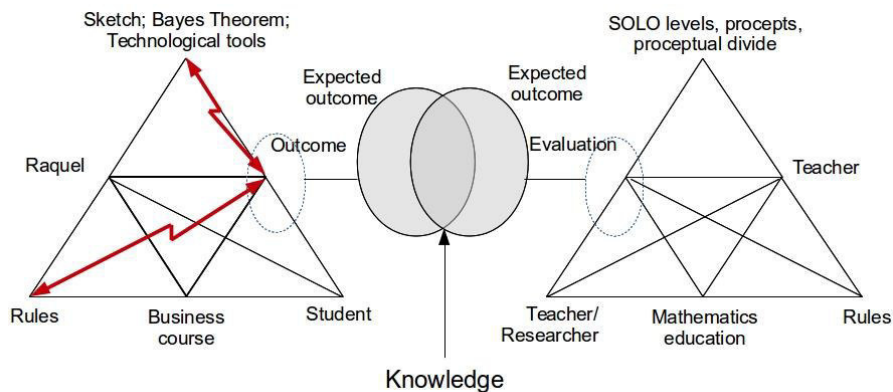 Sketch; Bayes Theorem;
Technological tools
SOLO levels, procepts,
proceptual divide
Expected
outcome
Expected
outcome
Raquel
Outcome
Evaluation
Teacher
Rules
Business
course
Student
Teacher/
Researcher
Mathematics
education
Rules
Knowledge